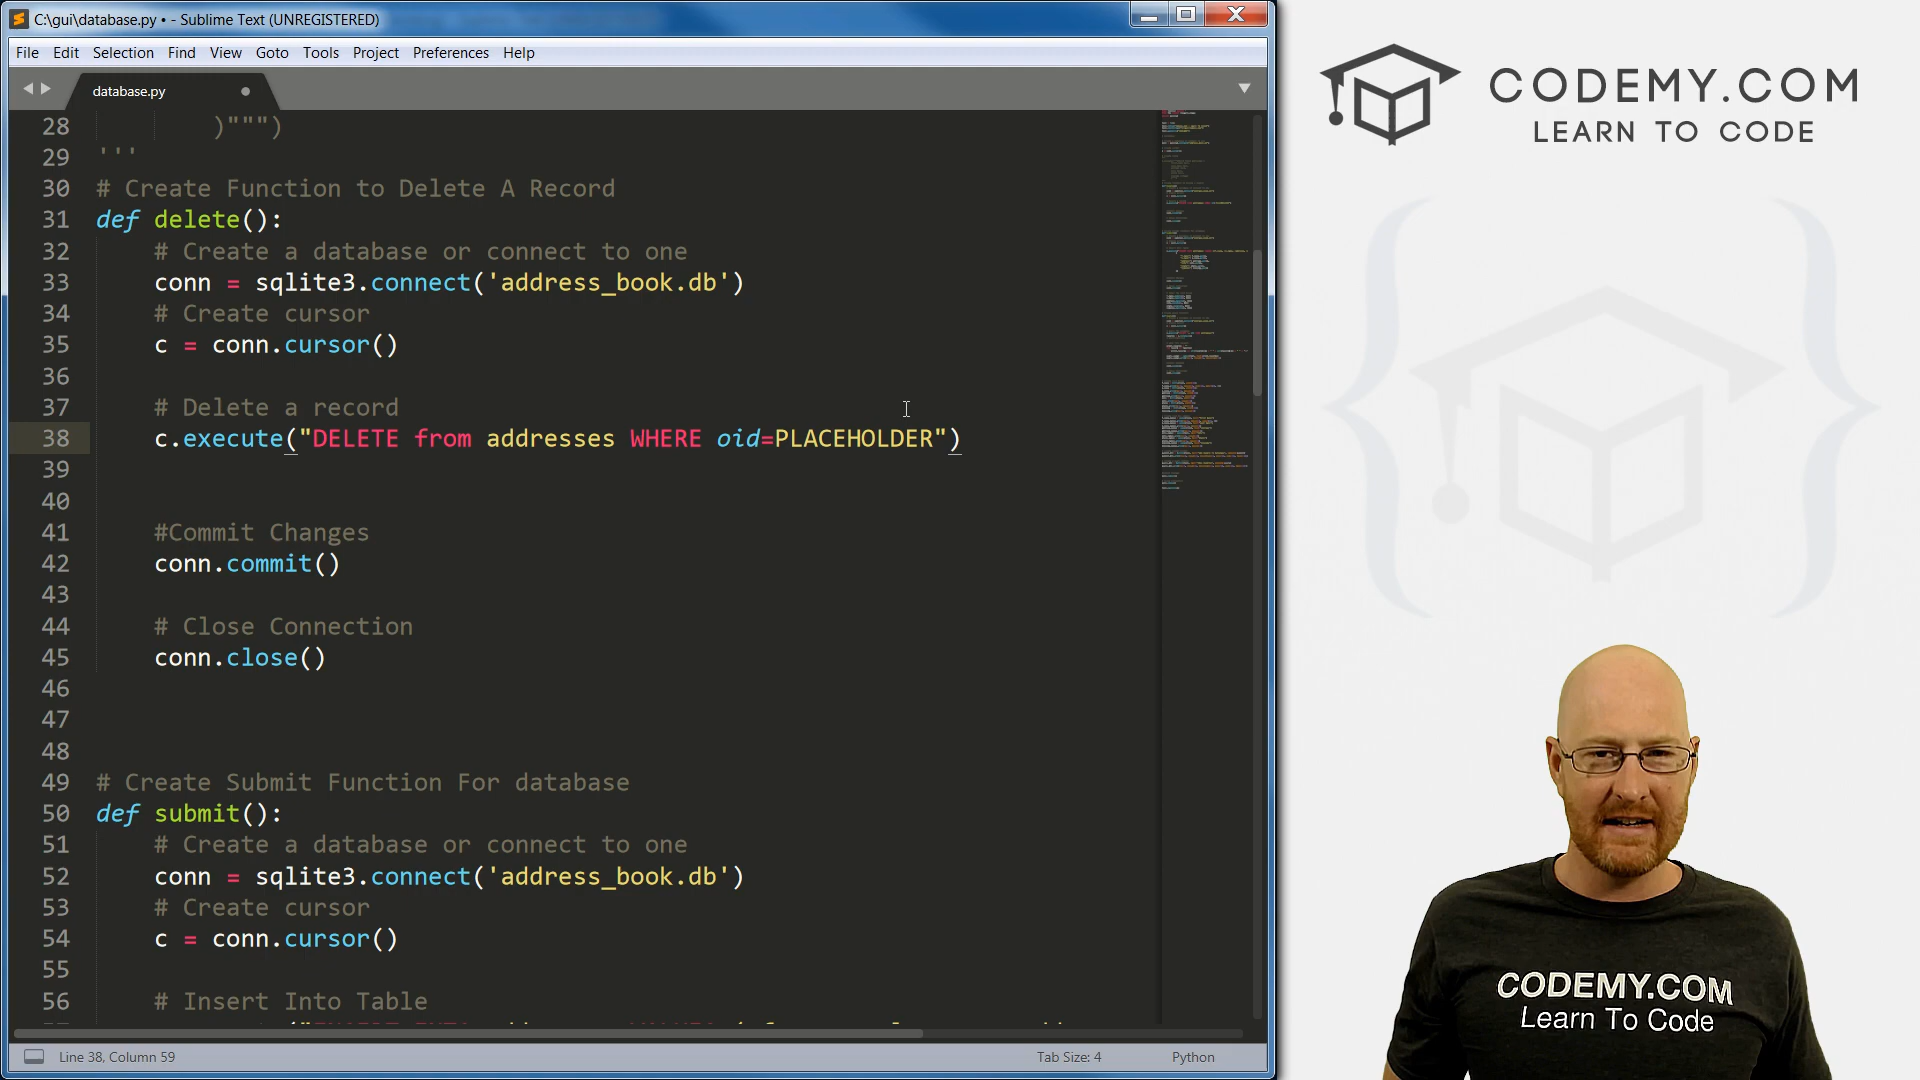 C:\gui\database.py • - Sublime Text (UNREGISTERED)
File Edit Selection Find View Goto Tools Project Preferences Help
database.py
28 )""")
29 '''
30 # Create Function to Delete A Record
31 def delete():
32 # Create a database or connect to one
33 conn = sqlite3.connect('address_book.db')
34 # Create cursor
35 c = conn.cursor()
36
37 # Delete a record
38 c.execute("DELETE from addresses WHERE oid=PLACEHOLDER")
39
40
41 #Commit Changes
42 conn.commit()
43
44 # Close Connection
45 conn.close()
46
47
48
49 # Create Submit Function For database
50 def submit():
51 # Create a database or connect to one
52 conn = sqlite3.connect('address_book.db')
53 # Create cursor
54 c = conn.cursor()
55
56 # Insert Into Table
Line 38, Column 59
Tab Size: 4
Python
CODEMY.COM
LEARN TO CODE
CODEMY.COM
Learn To Code